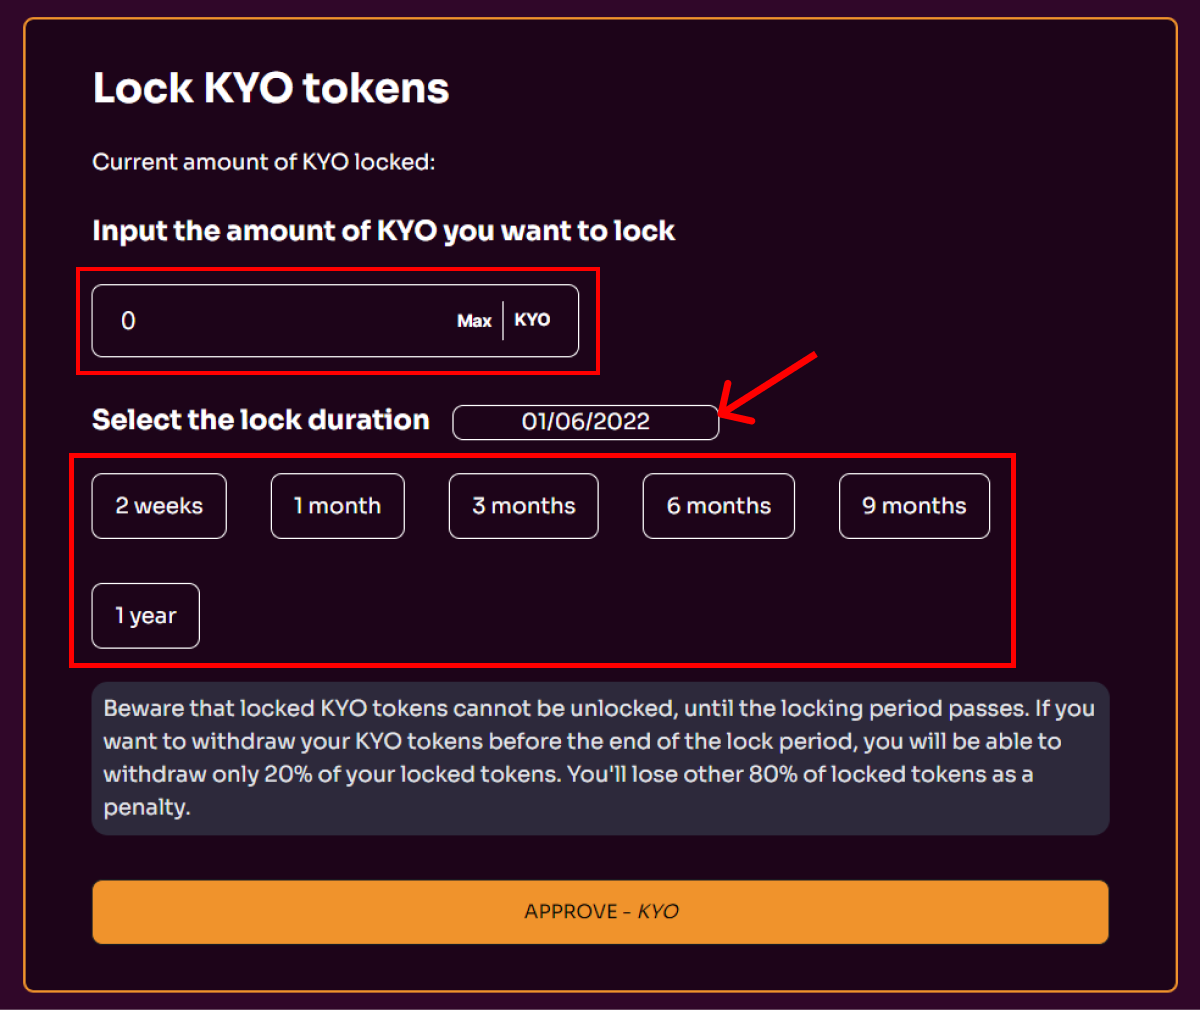 Lock KYO tokens
Current amount of KYO locked:
Input the amount of KYO you want to lock
0 Max KYO
Select the lock duration 01/06/2022
2 weeks 1 month 3 months 6 months 9 months
1 year
Beware that locked KYO tokens cannot be unlocked, until the locking period passes. If you
want to withdraw your KYO tokens before the end of the lock period, you will be able to
withdraw only 20% of your locked tokens. You'll lose other 80% of locked tokens as a
penalty.
APPROVE - KYO